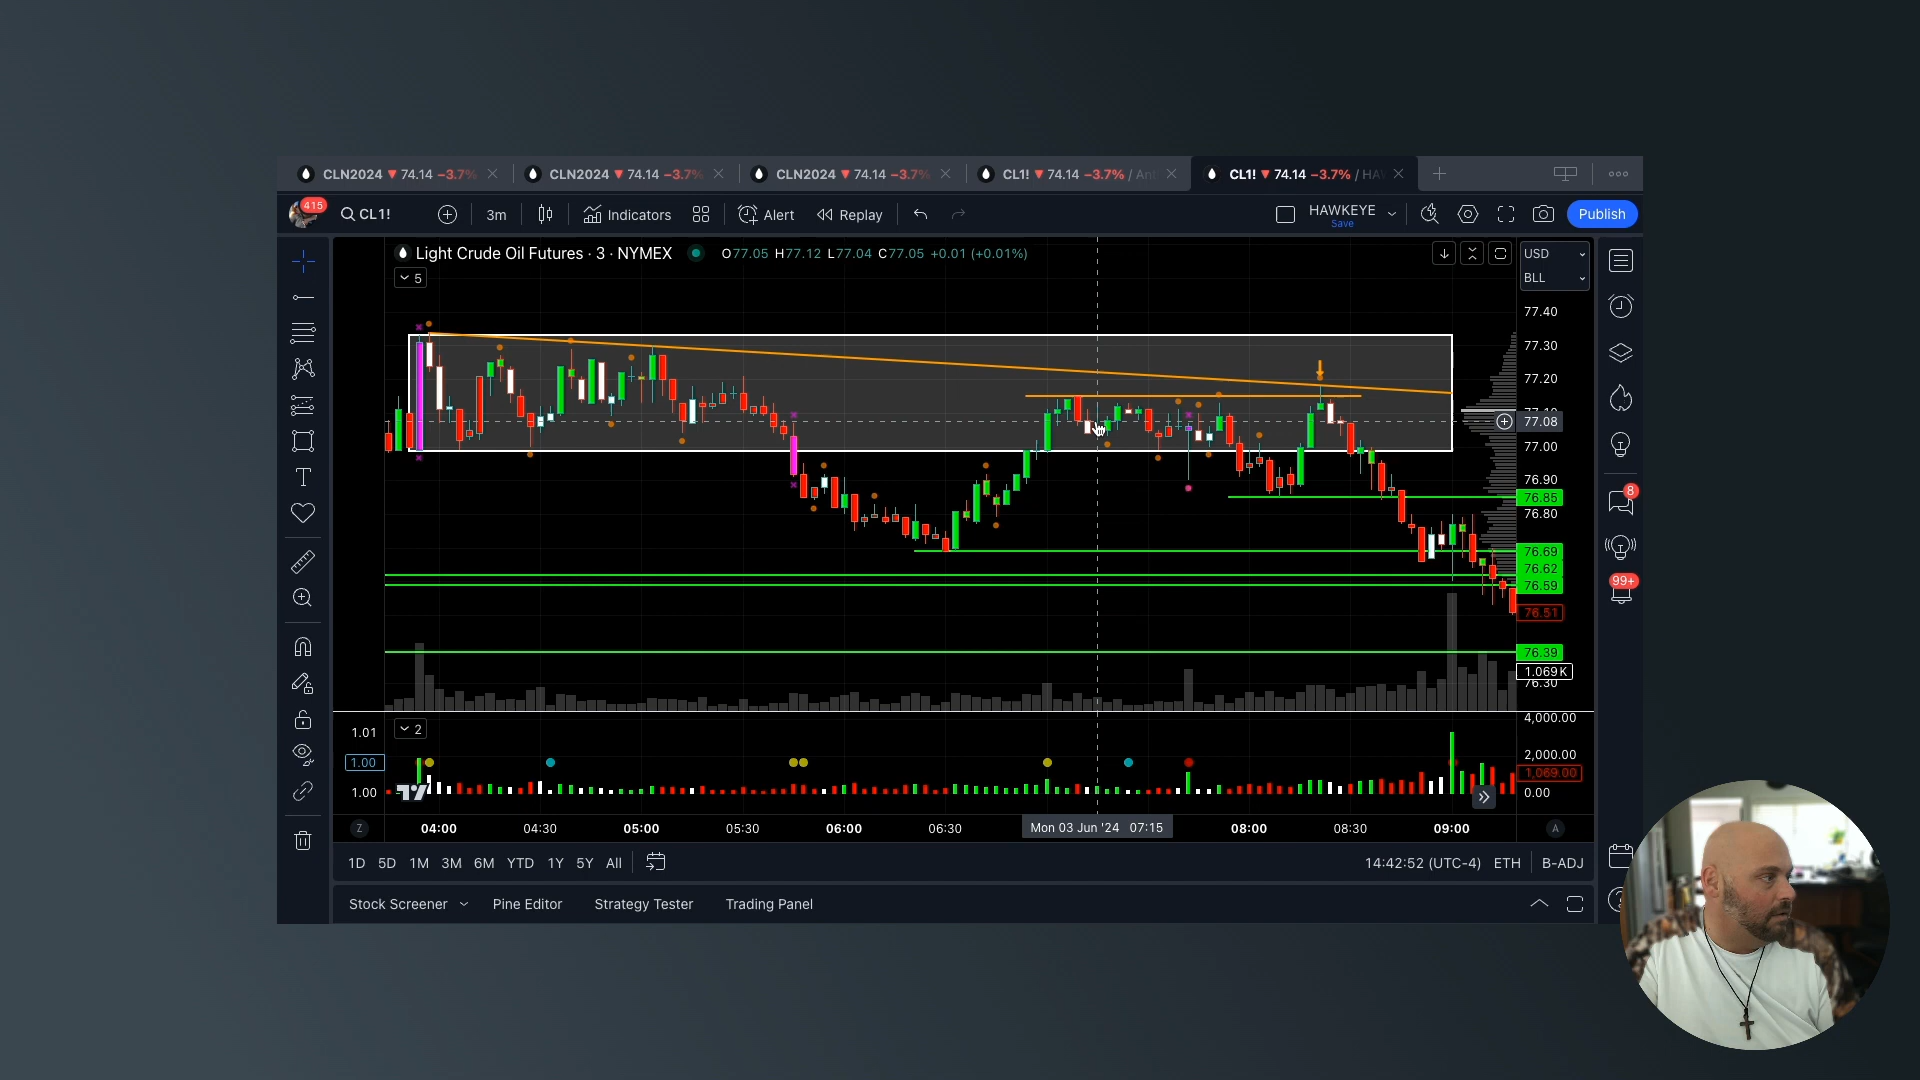 CLN2024 ▼ 74.14 −3.7%
CLN2024 ▼ 74.14 −3.7%
CLN2024 ▼ 74.14 −3.7%
CL1! ▼ 74.14 −3.7% / An
CL1! ▼ 74.14 −3.7% / HA
415
CL1!
3m
Indicators
Alert
Replay
HAWKEYE
Save
Publish
Light Crude Oil Futures · 3 · NYMEX
O77.05 H77.12 L77.04 C77.05 +0.01 (+0.01%)
5
USD
BLL
77.40
77.30
77.20
77.08
77.00
76.90
76.85
76.80
76.69
76.62
76.59
76.51
76.39
1.069K
76.30
8
99+
2
1.01
1.00
1.00
4,000.00
2,000.00
1,069.00
0.00
Z
04:00
04:30
05:00
05:30
06:00
06:30
Mon 03 Jun '24 07:15
08:00
08:30
09:00
A
1D 5D 1M 3M 6M YTD 1Y 5Y All
14:42:52 (UTC-4) ETH B-ADJ
Stock Screener Pine Editor Strategy Tester Trading Panel